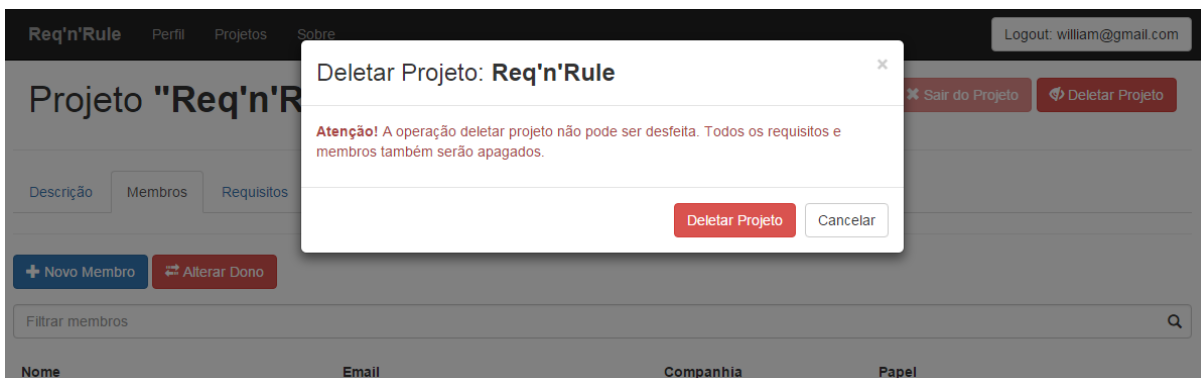 Req'n'Rule Perfil Projetos Sobre Logout: william@gmail.com
Deletar Projeto: Req'n'Rule ×
Projeto "Req'n'R Sair do Projeto Deletar Projeto
Atenção! A operação deletar projeto não pode ser desfeita. Todos os requisitos e
membros também serão apagados.
Descrição Membros Requisitos
Deletar Projeto Cancelar
Novo Membro Alterar Dono
Filtrar membros
Nome Email Companhia Papel